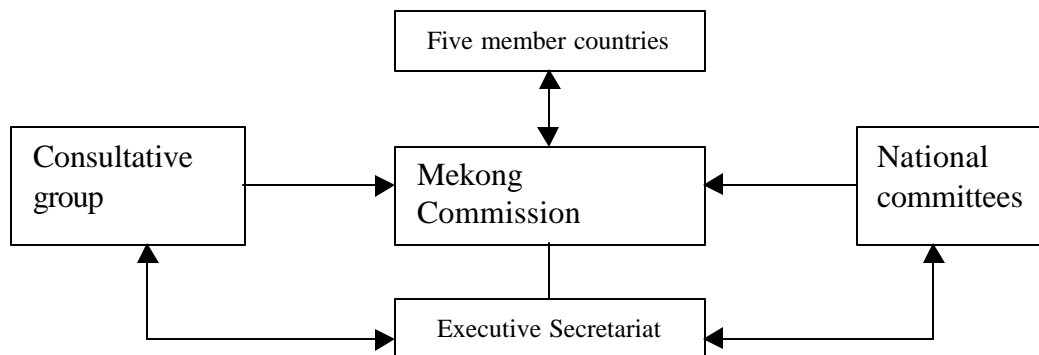 Five member countries
Consultative
group
Mekong
Commission
National
committees
Executive Secretariat